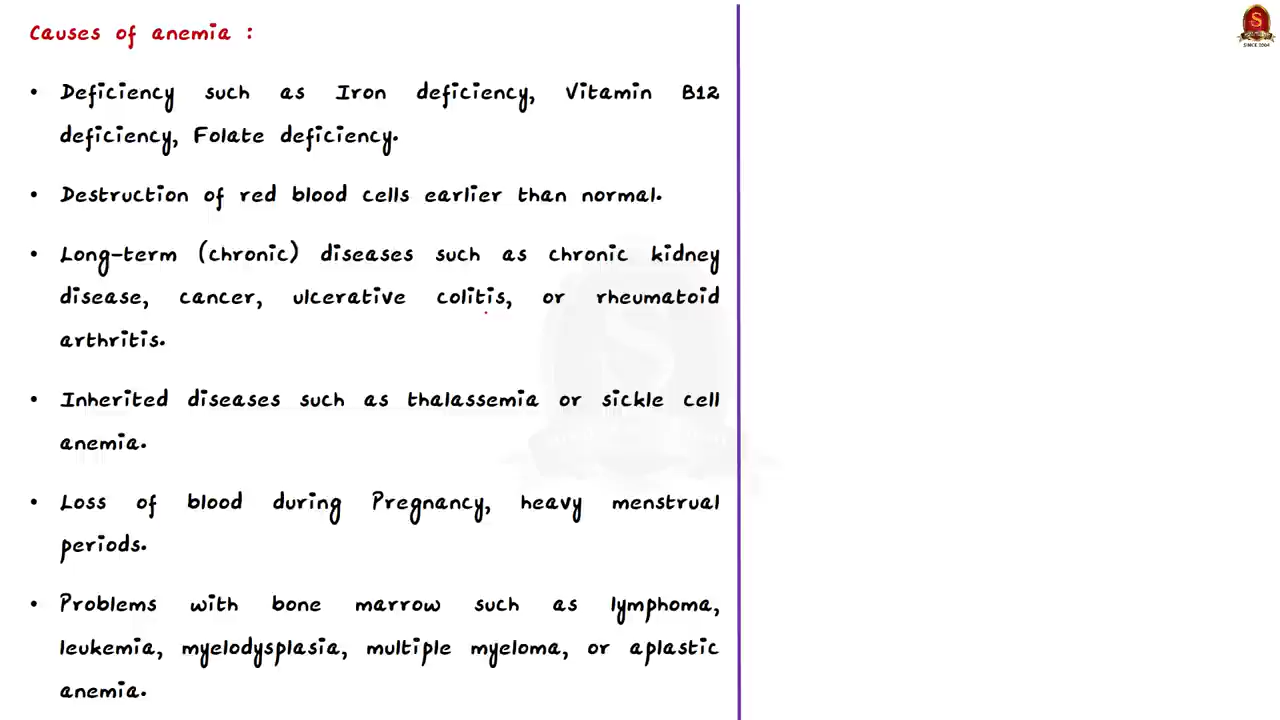 Causes of anemia :
• Deficiency such as Iron deficiency, Vitamin B12
deficiency, Folate deficiency.
• Destruction of red blood cells earlier than normal.
• Long-term (chronic) diseases such as chronic kidney
disease, cancer, ulcerative colitis, or rheumatoid
arthritis.
• Inherited diseases such as thalassemia or sickle cell
anemia.
• Loss of blood during Pregnancy, heavy menstrual
periods.
• Problems with bone marrow such as lymphoma,
leukemia, myelodysplasia, multiple myeloma, or aplastic
anemia.
S
SINCE 2004
S